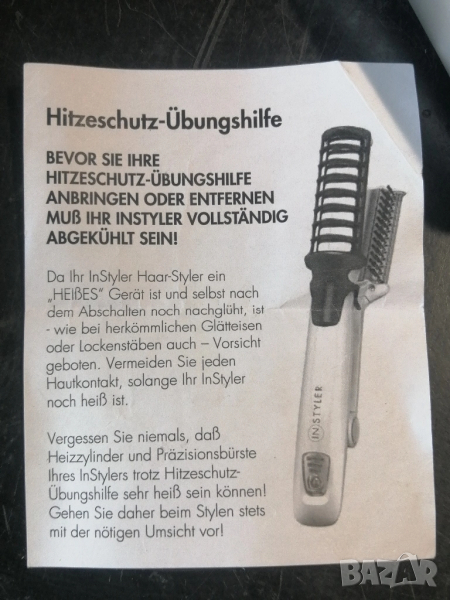 Hitzeschutz-Übungshilfe
BEVOR SIE IHRE
HITZESCHUTZ-ÜBUNGSHILFE
ANBRINGEN ODER ENTFERNEN
MUß IHR INSTYLER VOLLSTÄNDIG
ABGEKÜHLT SEIN!
Da Ihr InStyler Haar-Styler ein
„HEIßES“ Gerät ist und selbst nach
dem Abschalten noch nachglüht, ist
- wie bei herkömmlichen Glätteisen
oder Lockenstäben auch – Vorsicht
geboten. Vermeiden Sie jeden
Hautkontakt, solange Ihr InStyler
noch heiß ist.
Vergessen Sie niemals, daß
Heizzylinder und Präzisionsbürste
Ihres InStylers trotz Hitzeschutz-
Übungshilfe sehr heiß sein können!
Gehen Sie daher beim Stylen stets
mit der nötigen Umsicht vor!
INSTYLER
BAZAR.bg